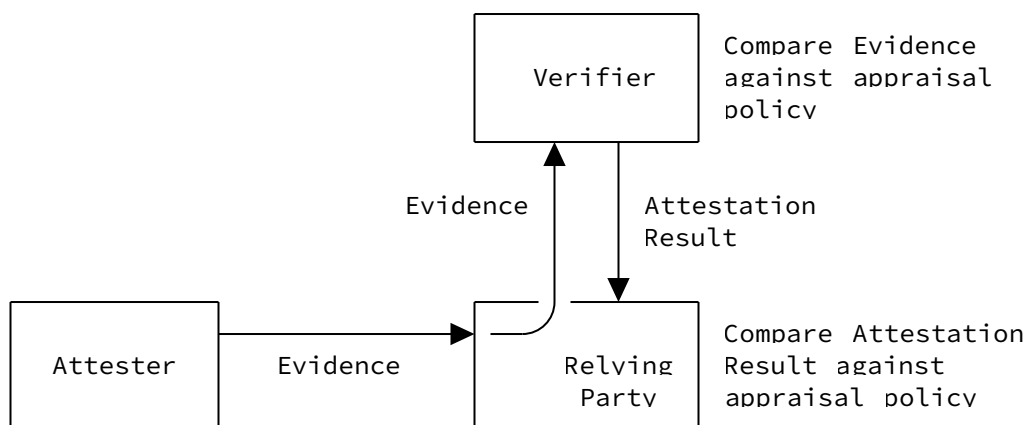 Verifier
Compare Evidence
against appraisal
policy
Evidence
Attestation
Result
Attester
Evidence
Relying
Party
Compare Attestation
Result against
appraisal policy